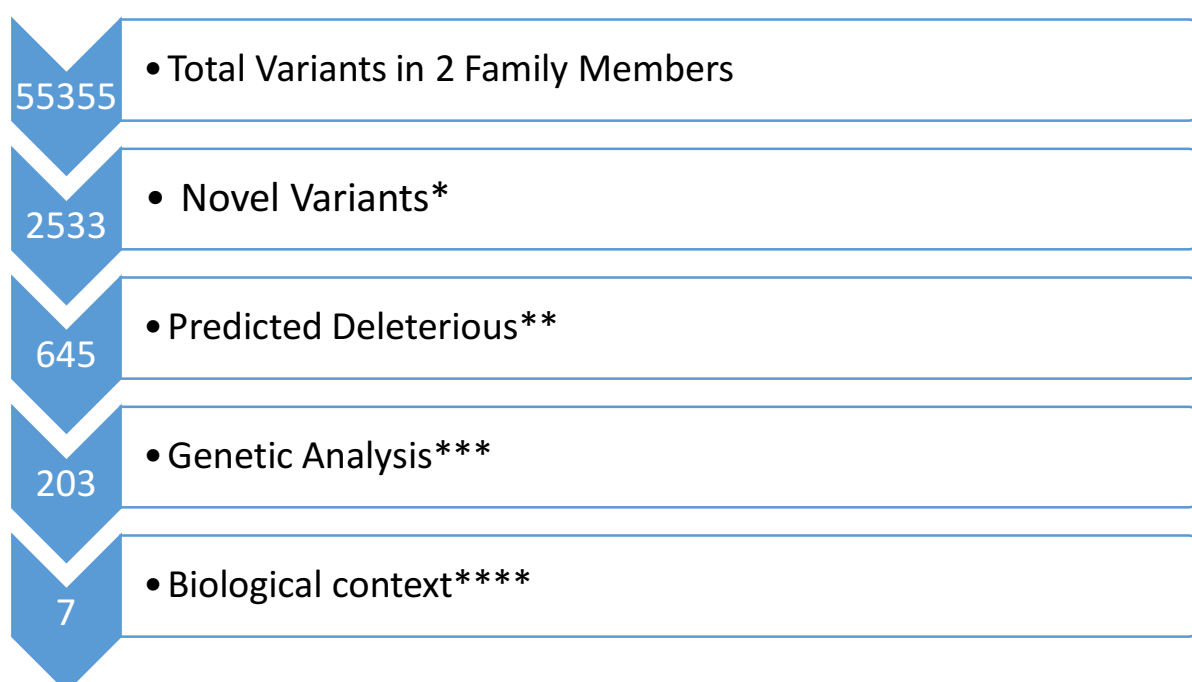 55355
• Total Variants in 2 Family Members
2533
• Novel Variants*
645
• Predicted Deleterious**
203
• Genetic Analysis***
7
• Biological context****